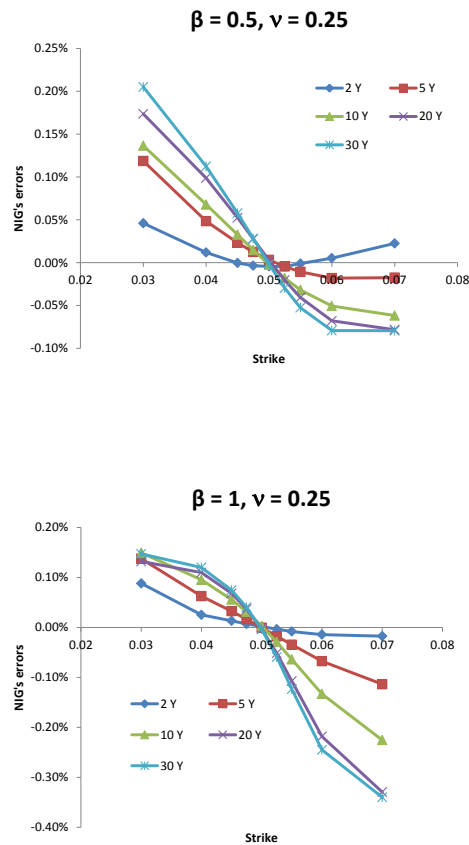 β = 0.5, ν = 0.25
0.25%
0.20%
0.15%
0.10%
0.05%
0.00%
-0.05%
-0.10%
NIG's errors
0.02 0.03 0.04 0.05 0.06 0.07 0.08
Strike
2 Y 5 Y
10 Y 20 Y
30 Y
β = 1, ν = 0.25
0.20%
0.10%
0.00%
-0.10%
-0.20%
-0.30%
-0.40%
NIG's errors
0.02 0.03 0.04 0.05 0.06 0.07 0.08
2 Y 5 Y
10 Y 20 Y
30 Y
Strike